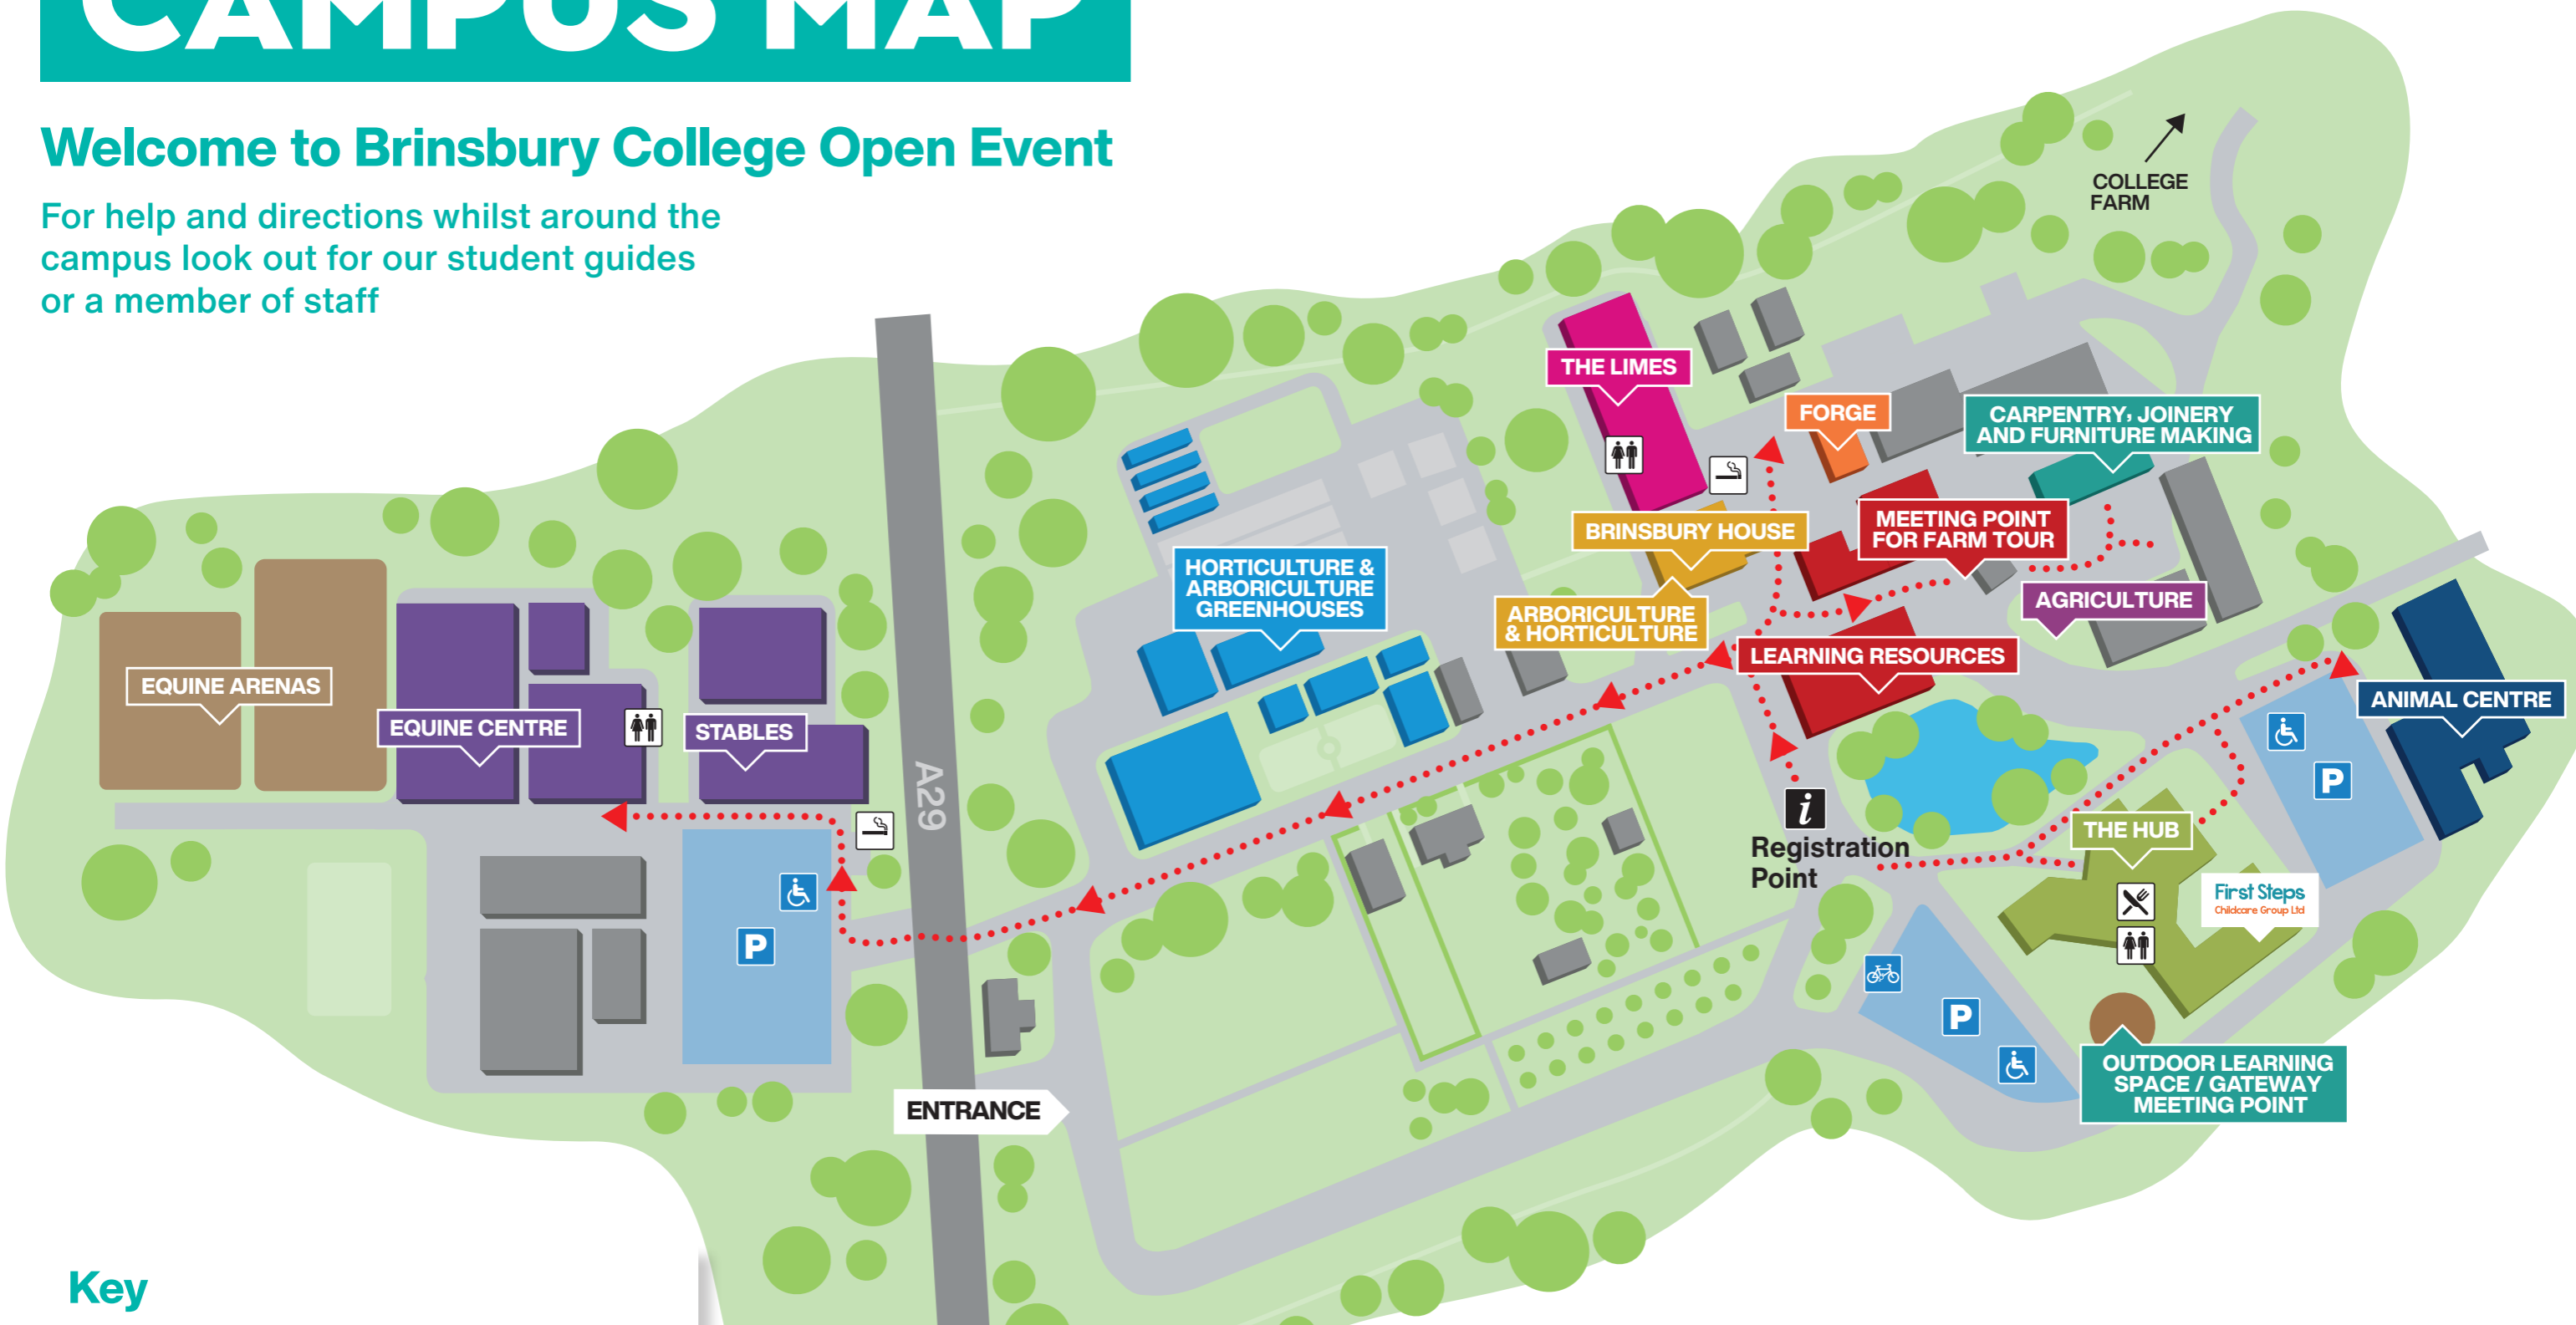 CAMPUS MAP
Welcome to Brinsbury College Open Event
For help and directions whilst around the
campus look out for our student guides
or a member of staff
COLLEGE
FARM
THE LIMES
FORGE
CARPENTRY, JOINERY
AND FURNITURE MAKING
BRINSBURY HOUSE
MEETING POINT
FOR FARM TOUR
HORTICULTURE &
ARBORICULTURE
GREENHOUSES
ARBORICULTURE
& HORTICULTURE
AGRICULTURE
LEARNING RESOURCES
EQUINE ARENAS
EQUINE CENTRE
STABLES
A29
ANIMAL CENTRE
P
i
Registration
Point
THE HUB
First Steps
Childcare Group Ltd
P
P
OUTDOOR LEARNING
SPACE / GATEWAY
MEETING POINT
ENTRANCE
Key